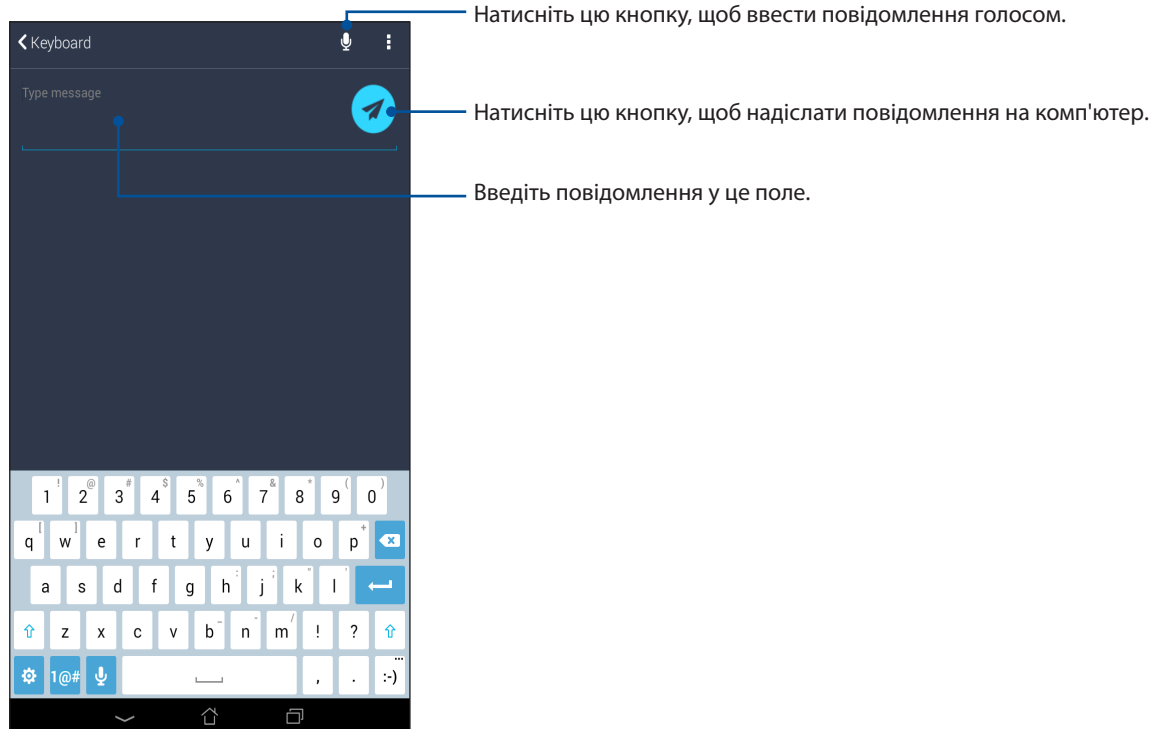 Натисніть цю кнопку, щоб ввести повідомлення голосом.
Keyboard
Type message
Натисніть цю кнопку, щоб надіслати повідомлення на комп'ютер.
Введіть повідомлення у це поле.
! @ # $ % ^ & * ( )
1 2 3 4 5 6 7 8 9 0
[ ] +
q w e r t y u i o p
: ; " '
a s d f g h j k l
_ - /
z x c v b n m ! ?
1@# , . ... :-)